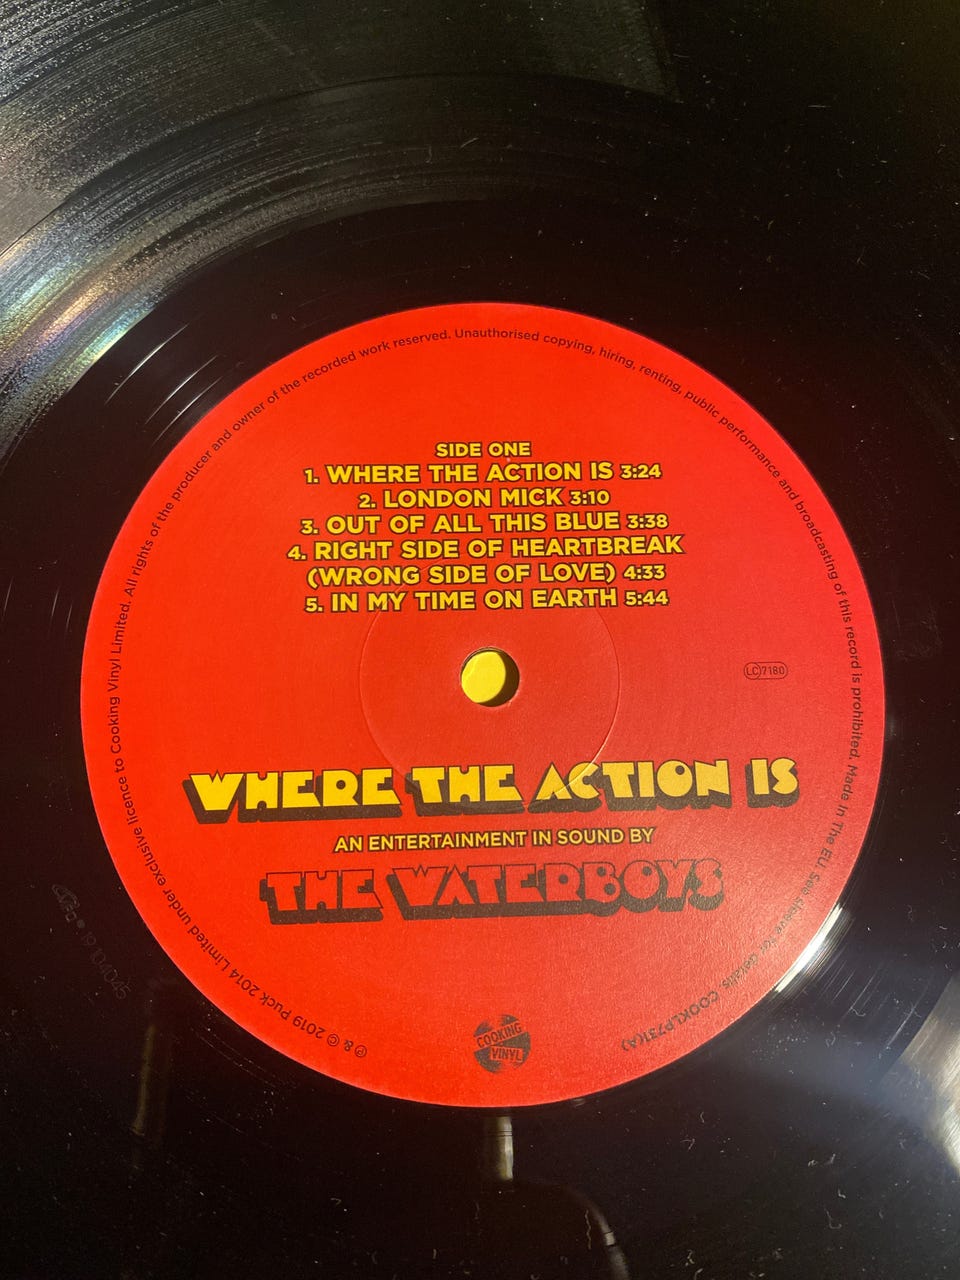 SIDE ONE
1. WHERE THE ACTION IS 3:24
2. LONDON MICK 3:10
3. OUT OF ALL THIS BLUE 3:38
4. RIGHT SIDE OF HEARTBREAK
(WRONG SIDE OF LOVE) 4:33
5. IN MY TIME ON EARTH 5:44
LC 7180
WHERE THE ACTION IS
AN ENTERTAINMENT IN SOUND BY
THE WATERBOYS
COOKING
VINYL
℗ & © 2019 Puck 2014 Limited under exclusive licence to Cooking Vinyl Limited. All rights of the producer and owner of the recorded work reserved. Unauthorised copying, hiring, renting, public performance and broadcasting of this record is prohibited. Made In The EU. See sleeve for details. COOKLP731(A)